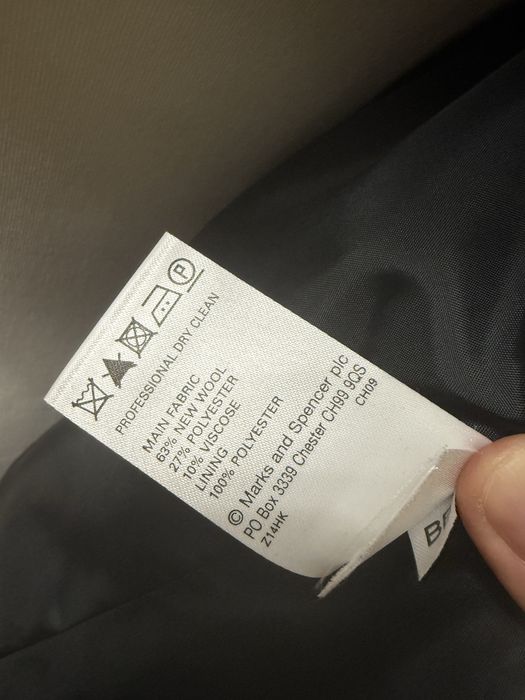 P
PROFESSIONAL DRY CLEAN
MAIN FABRIC
63% NEW WOOL
27% POLYESTER
10% VISCOSE
LINING
100% POLYESTER
© Marks and Spencer plc
PO Box 3339 Chester CH99 9QS
Z14HK
CH09